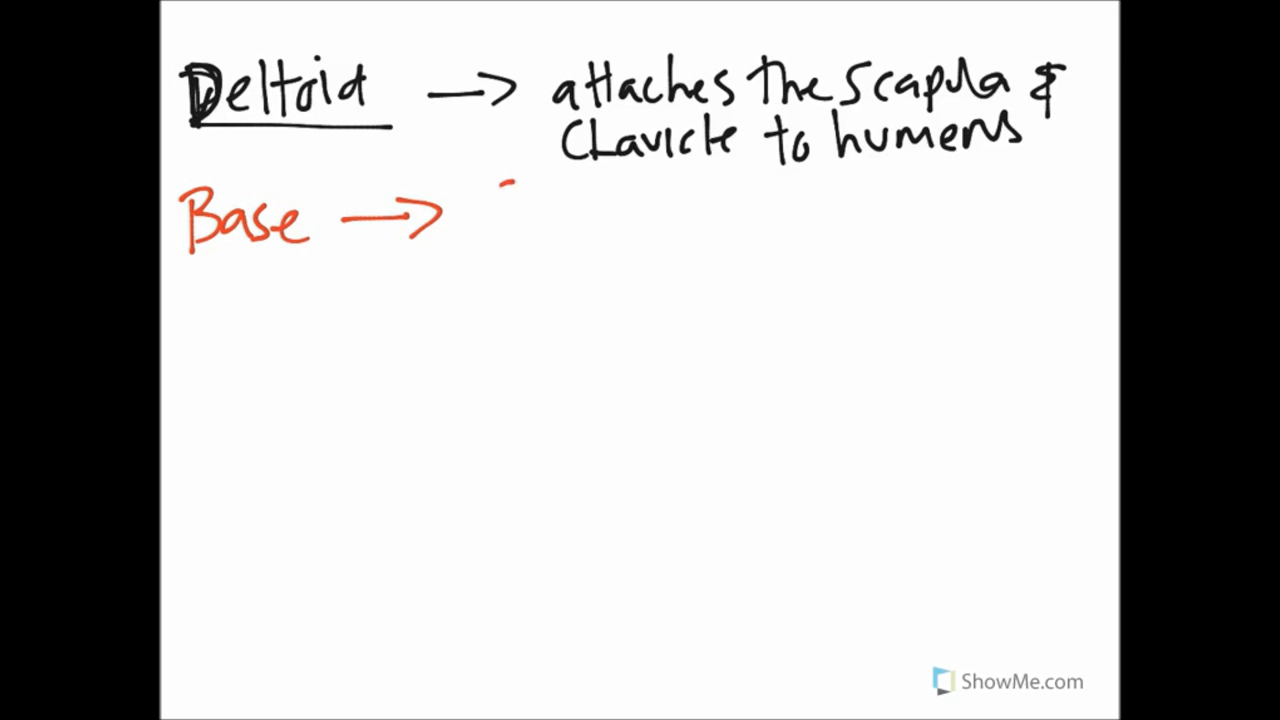 Deltoid → attaches the scapula &
Clavicle to humerus
Base →
ShowMe.com